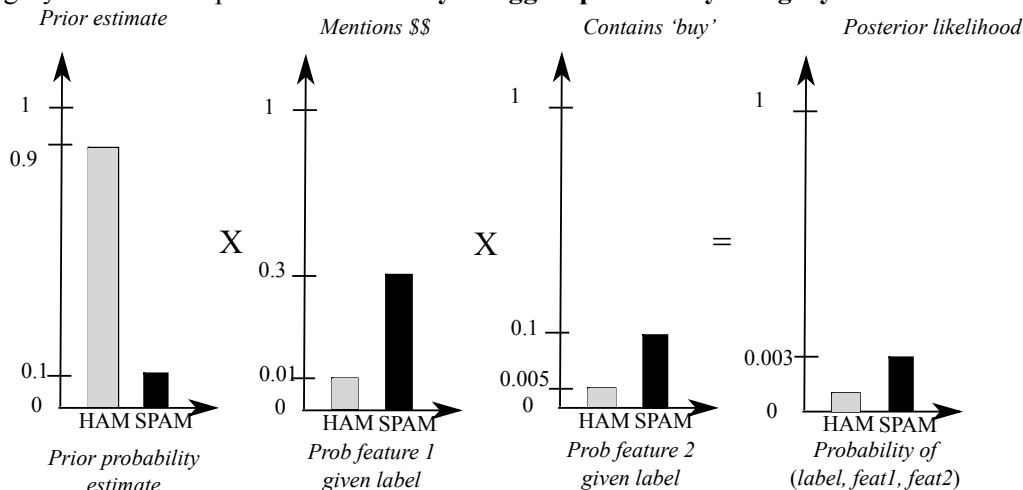 Prior estimate
Mentions $$
Contains ‘buy’
Posterior likelihood
1
0.9
0.1
0
HAM SPAM
Prior probability
estimate
X
1
0.3
0.01
0
HAM SPAM
Prob feature 1
given label
X
1
0.1
0.005
0
HAM SPAM
Prob feature 2
given label
=
1
0.003
0
HAM SPAM
Probability of
(label, feat1, feat2)